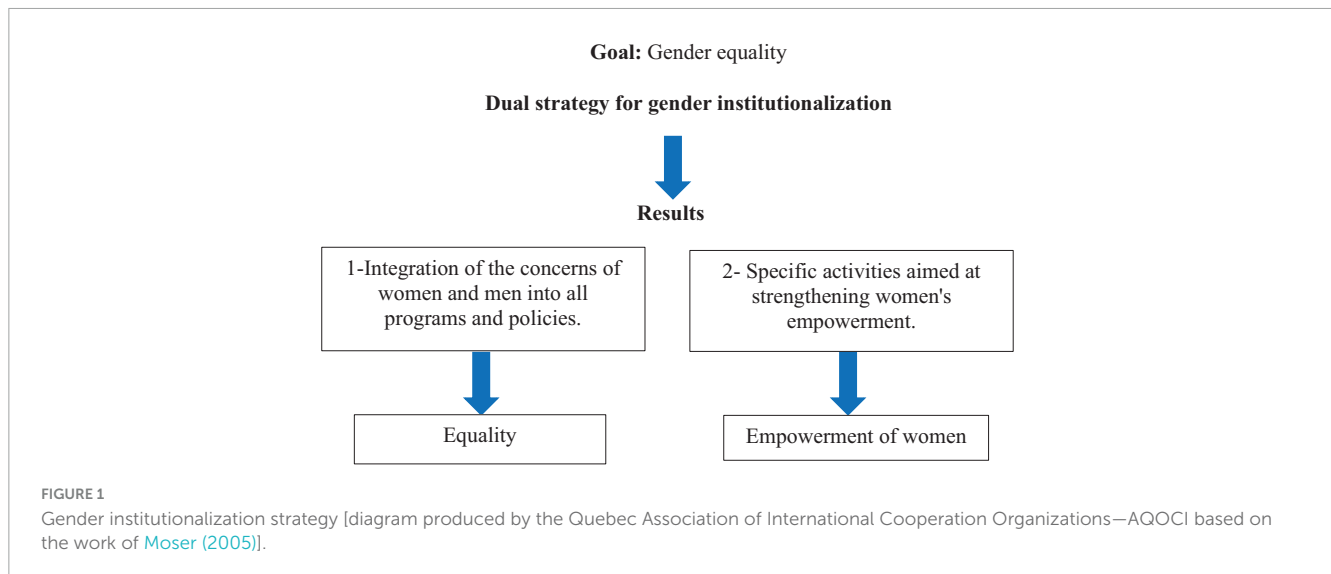 Goal: Gender equality
Dual strategy for gender institutionalization
Results
1-Integration of the concerns of
women and men into all
programs and policies.
2- Specific activities aimed at
strengthening women's
empowerment.
Equality
Empowerment of women
FIGURE 1
Gender institutionalization strategy [diagram produced by the Quebec Association of International Cooperation Organizations—AQOCI based on
the work of Moser (2005)].